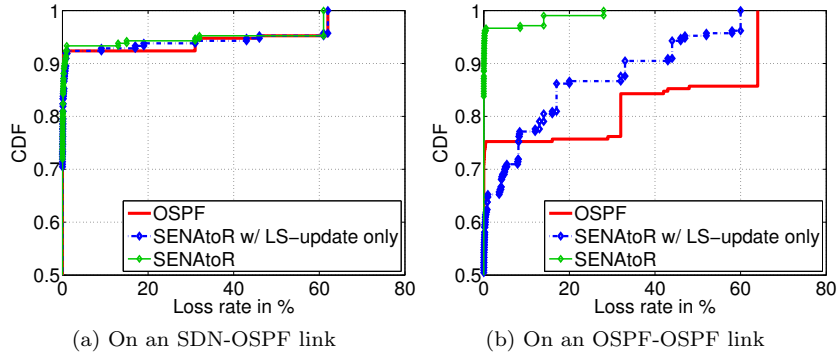 1
0.9
0.8
0.7
0.6
0.5
CDF
OSPF
SENAtoR w/ LS-update only
SENAtoR
0 20 40 60 80
Loss rate in %
(a) On an SDN-OSPF link
1
0.9
0.8
0.7
0.6
0.5
CDF
OSPF
SENAtoR w/ LS-update only
SENAtoR
0 20 40 60 80
Loss rate in %
(b) On an OSPF-OSPF link